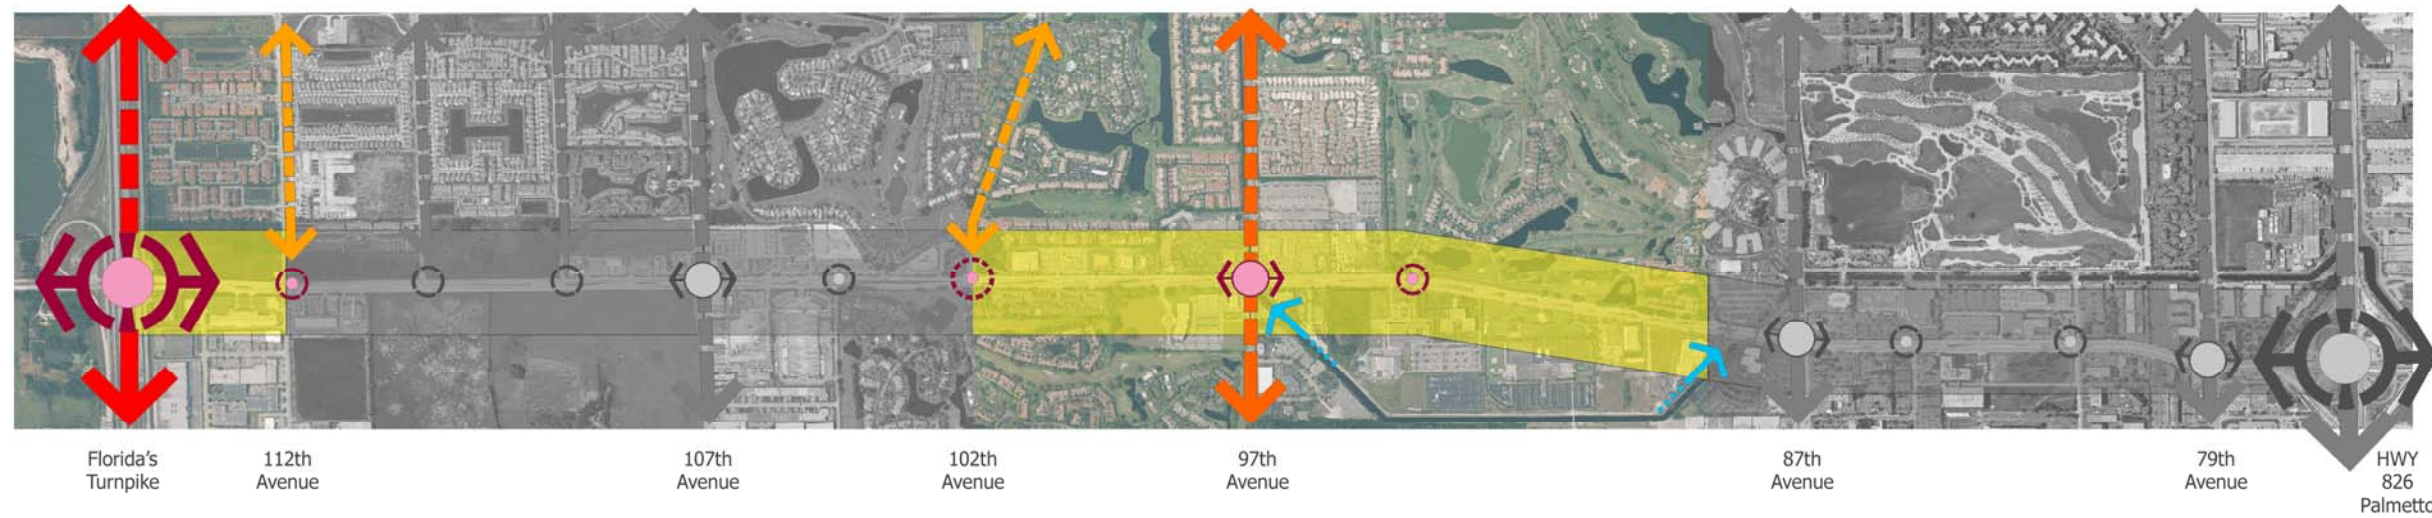 Florida's
Turnpike
112th
Avenue
107th
Avenue
102th
Avenue
97th
Avenue
87th
Avenue
79th
Avenue
HWY
826
Palmetto